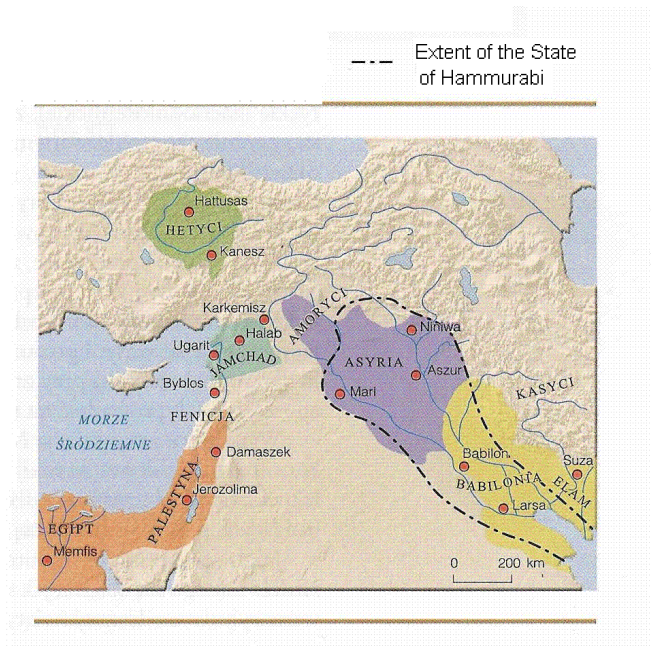 Extent of the State
of Hammurabi
Hattusas
HETYCI
Kanesz
Karkemisz
AMORYCI
Halab
Niniwa
Ugarit
JAMCHAD
ASYRIA
Aszur
Byblos
Mari
KASYCI
FENICJA
MORZE
ŚRÓDZIEMNE
Damaszek
Babilon
Suza
BABILONIA
ELAM
Jerozolima
PALESTYNA
Larsa
EGIPT
Memfis
0 200 km